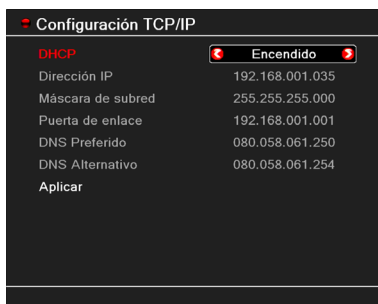 Configuración TCP/IP
DHCP Encendido
Dirección IP 192.168.001.035
Máscara de subred 255.255.255.000
Puerta de enlace 192.168.001.001
DNS Preferido 080.058.061.250
DNS Alternativo 080.058.061.254
Aplicar